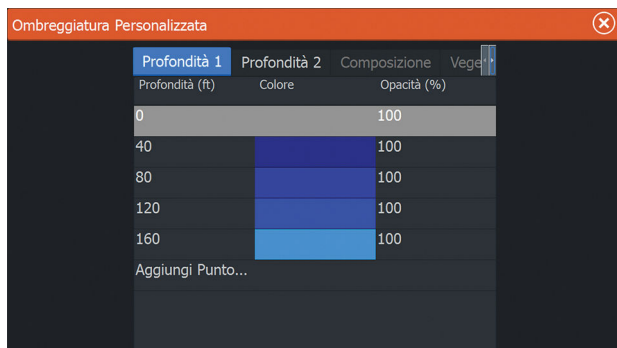 Ombreggiatura Personalizzata
Profondità 1 Profondità 2 Composizione Vege
Profondità (ft) Colore Opacità (%)
0 100
40 100
80 100
120 100
160 100
Aggiungi Punto...